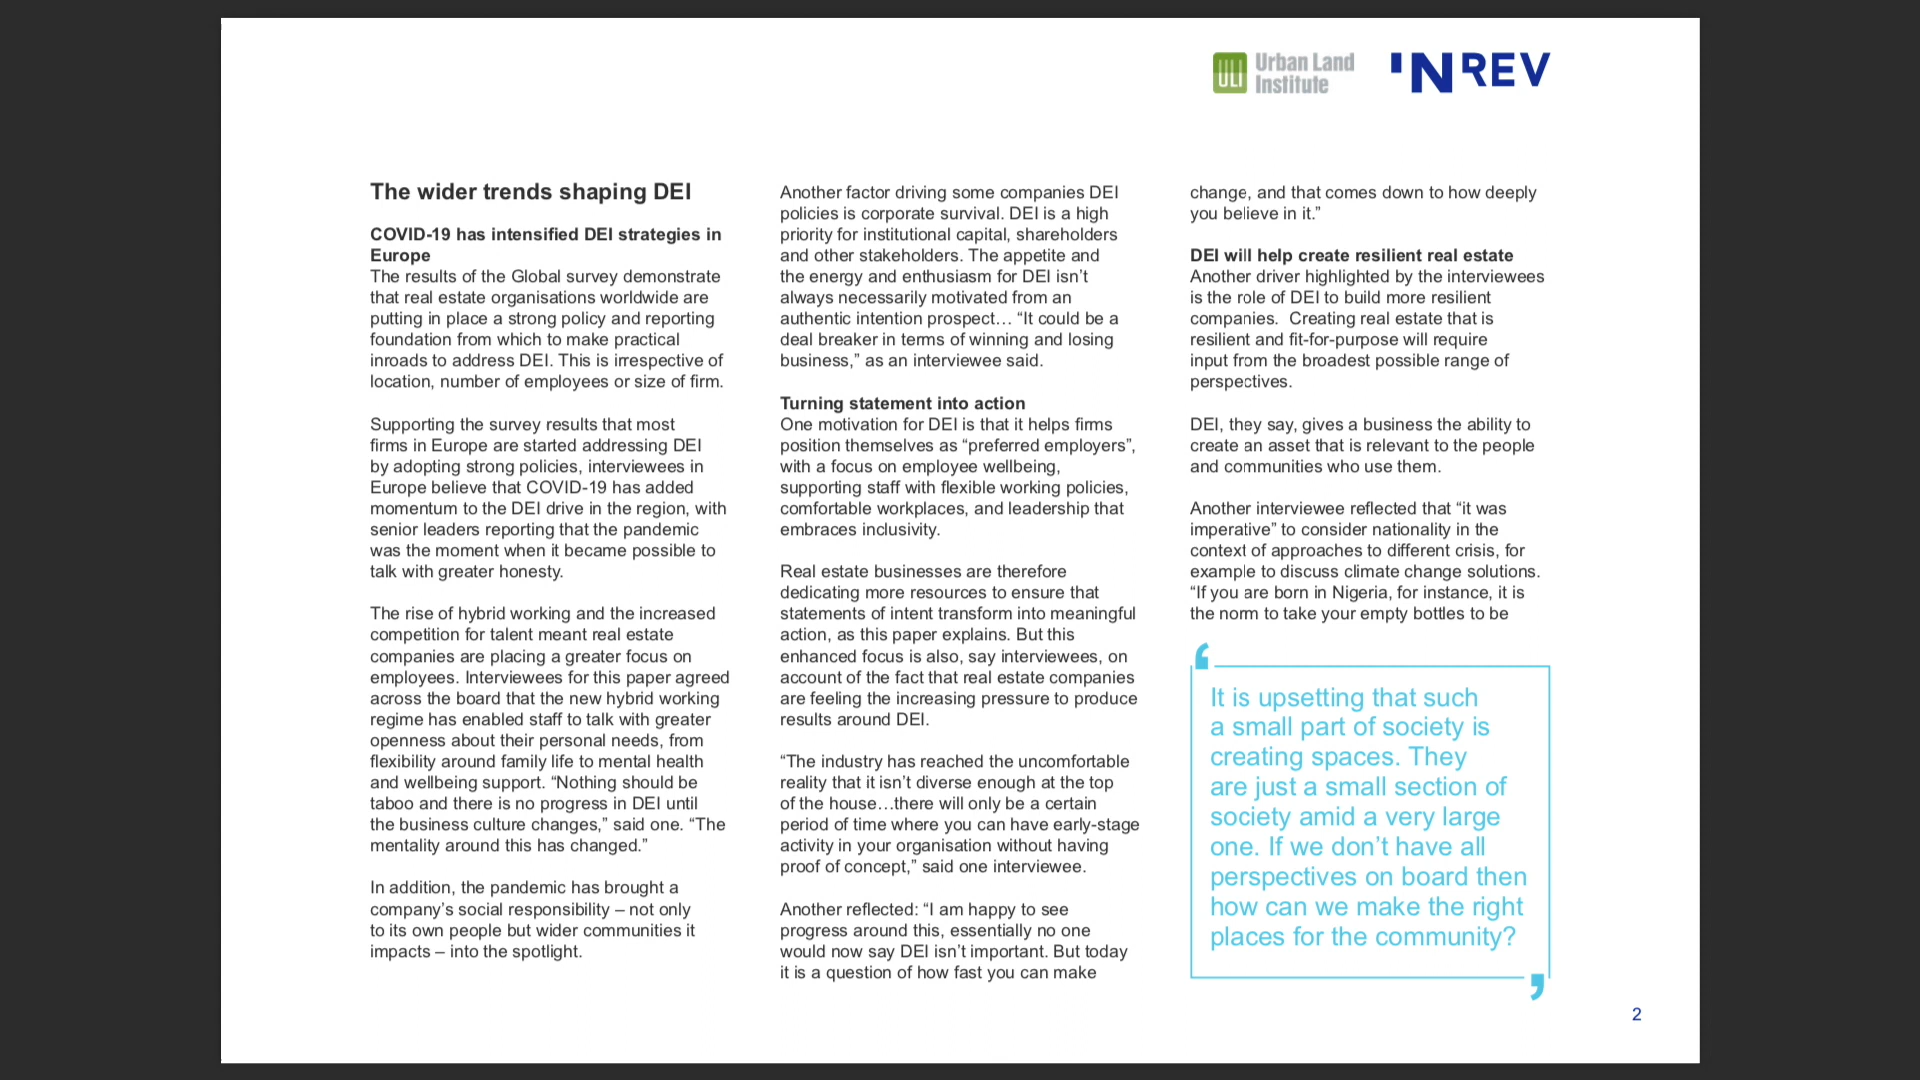 ULI Urban Land
Institute
INREV
The wider trends shaping DEI
COVID-19 has intensified DEI strategies in
Europe
The results of the Global survey demonstrate
that real estate organisations worldwide are
putting in place a strong policy and reporting
foundation from which to make practical
inroads to address DEI. This is irrespective of
location, number of employees or size of firm.
Supporting the survey results that most
firms in Europe are started addressing DEI
by adopting strong policies, interviewees in
Europe believe that COVID-19 has added
momentum to the DEI drive in the region, with
senior leaders reporting that the pandemic
was the moment when it became possible to
talk with greater honesty.
The rise of hybrid working and the increased
competition for talent meant real estate
companies are placing a greater focus on
employees. Interviewees for this paper agreed
across the board that the new hybrid working
regime has enabled staff to talk with greater
openness about their personal needs, from
flexibility around family life to mental health
and wellbeing support. “Nothing should be
taboo and there is no progress in DEI until
the business culture changes,” said one. “The
mentality around this has changed.”
In addition, the pandemic has brought a
company’s social responsibility – not only
to its own people but wider communities it
impacts – into the spotlight.
Another factor driving some companies DEI
policies is corporate survival. DEI is a high
priority for institutional capital, shareholders
and other stakeholders. The appetite and
the energy and enthusiasm for DEI isn’t
always necessarily motivated from an
authentic intention prospect… “It could be a
deal breaker in terms of winning and losing
business,” as an interviewee said.
Turning statement into action
One motivation for DEI is that it helps firms
position themselves as “preferred employers”,
with a focus on employee wellbeing,
supporting staff with flexible working policies,
comfortable workplaces, and leadership that
embraces inclusivity.
Real estate businesses are therefore
dedicating more resources to ensure that
statements of intent transform into meaningful
action, as this paper explains. But this
enhanced focus is also, say interviewees, on
account of the fact that real estate companies
are feeling the increasing pressure to produce
results around DEI.
“The industry has reached the uncomfortable
reality that it isn’t diverse enough at the top
of the house…there will only be a certain
period of time where you can have early-stage
activity in your organisation without having
proof of concept,” said one interviewee.
Another reflected: “I am happy to see
progress around this, essentially no one
would now say DEI isn’t important. But today
it is a question of how fast you can make
change, and that comes down to how deeply
you believe in it.”
DEI will help create resilient real estate
Another driver highlighted by the interviewees
is the role of DEI to build more resilient
companies. Creating real estate that is
resilient and fit-for-purpose will require
input from the broadest possible range of
perspectives.
DEI, they say, gives a business the ability to
create an asset that is relevant to the people
and communities who use them.
Another interviewee reflected that “it was
imperative” to consider nationality in the
context of approaches to different crisis, for
example to discuss climate change solutions.
“If you are born in Nigeria, for instance, it is
the norm to take your empty bottles to be
‘
It is upsetting that such
a small part of society is
creating spaces. They
are just a small section of
society amid a very large
one. If we don’t have all
perspectives on board then
how can we make the right
places for the community?
’
2